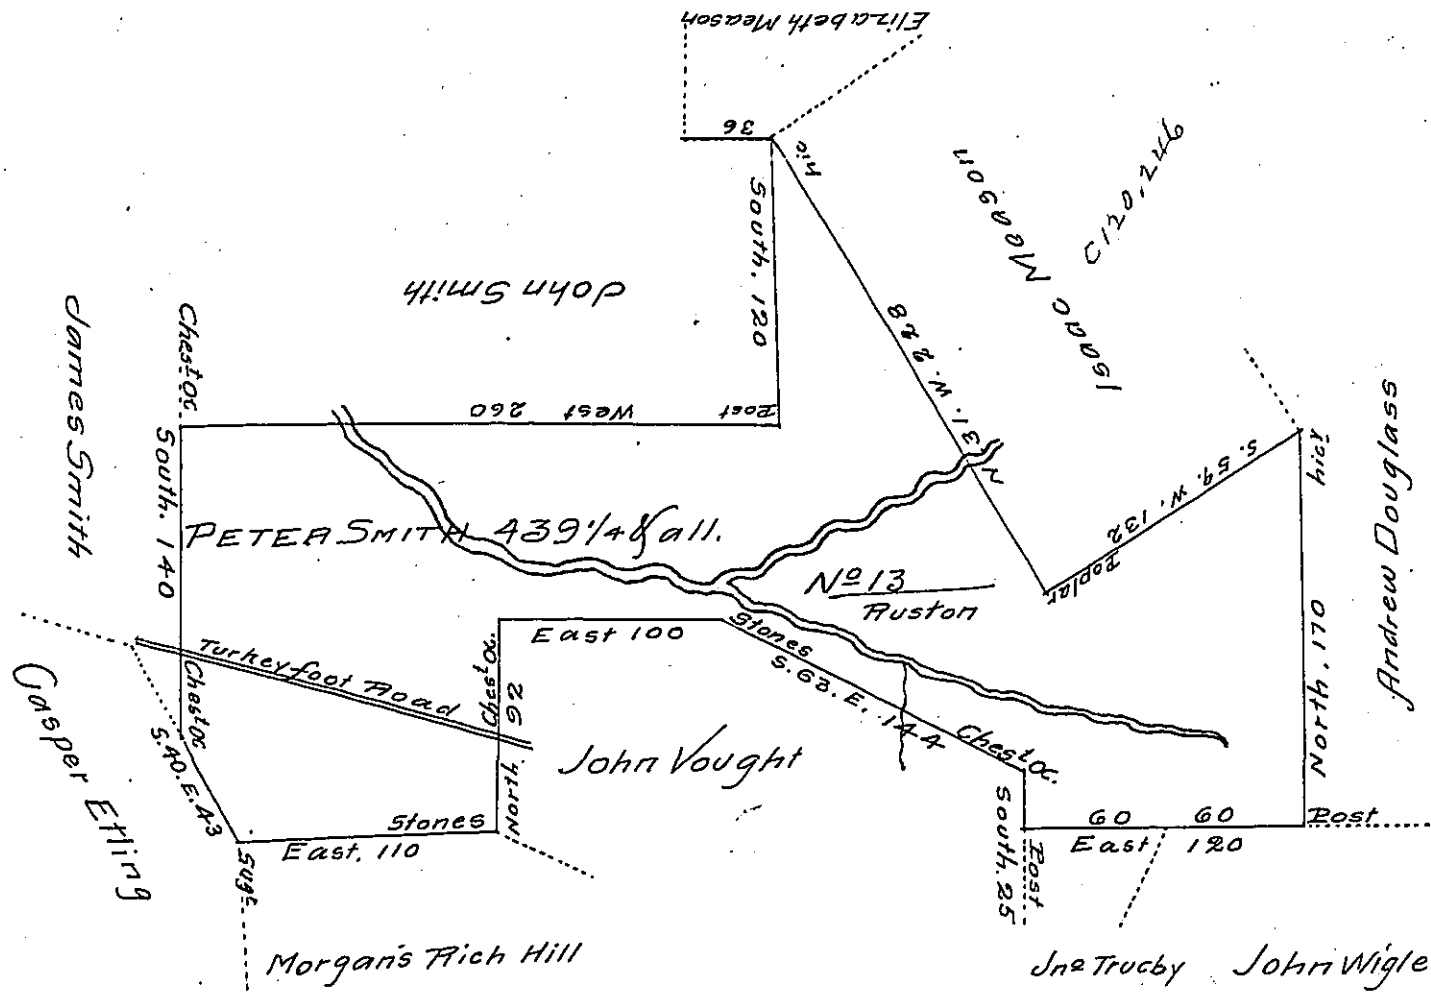 Elizabeth Meason
36
hic
Isaac Meason
C120,246
South. 120
John Smith
James Smith
Chest Oc
N 31. W. 228
Post West 260
S. 59. W. 132
Hic,
Andrew Douglass
South. 140
PETER SMITH 439 1/4 & all.
No 13
Ruston
Poplar
North, 170
East 100
Stones
S. 63. E. 144
Chest Oc.
Turkeyfoot Road
Chest Oc
Chest Oc.
North, 92
Gasper Etling
S. 40. E. 43
John Vought
South. 25
Post
60 60
East 120
Post
Stones
East. 110
Sugr.
Morgan's Rich Hill
Jno Trucby
John Wigle